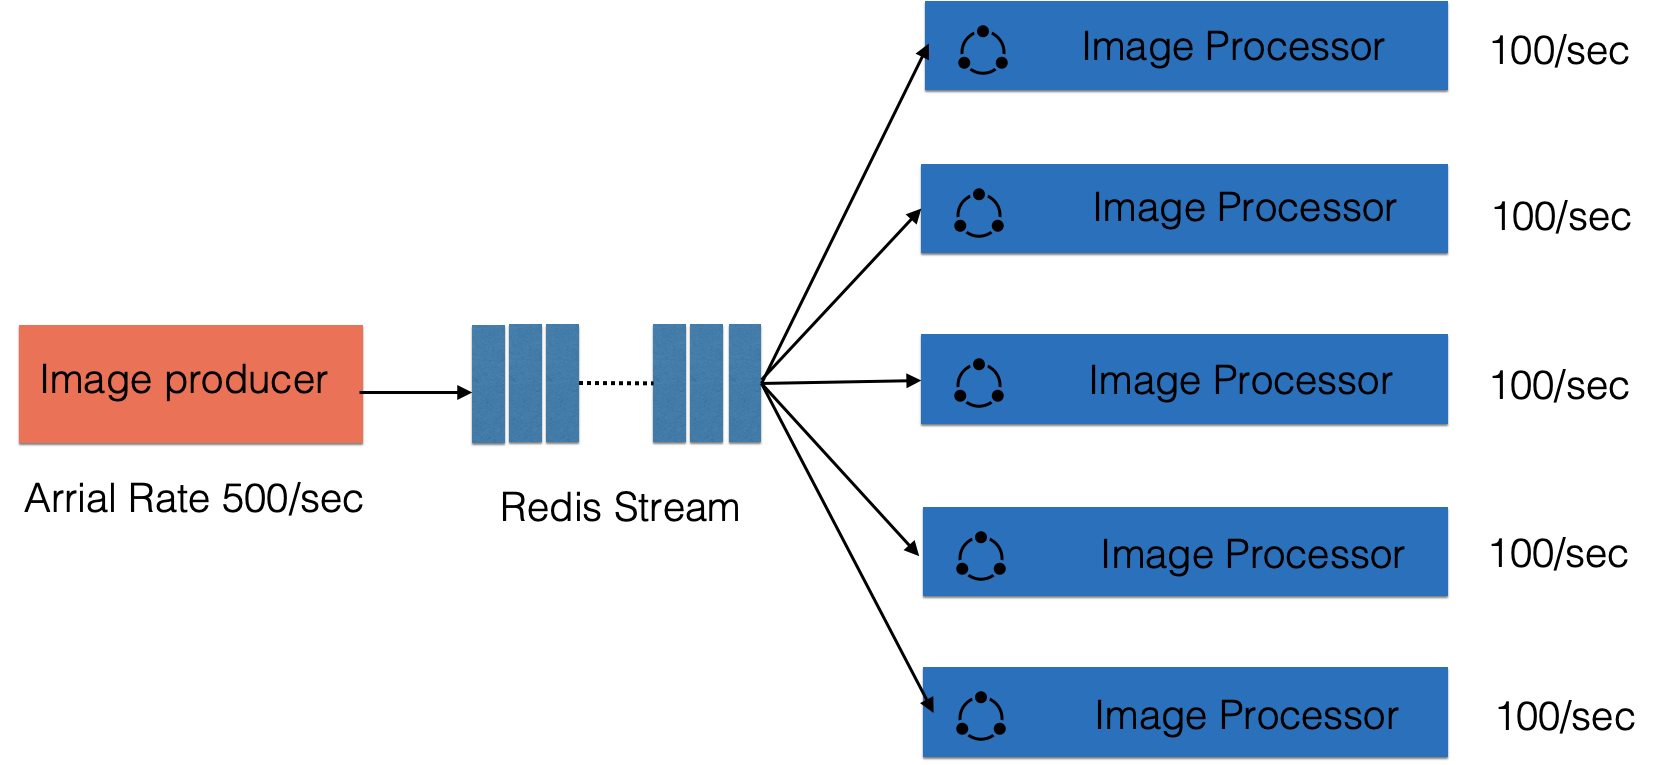 Image Processor
100/sec
Image Processor
100/sec
Image producer
Image Processor
100/sec
Arrial Rate 500/sec
Redis Stream
Image Processor
100/sec
Image Processor
100/sec